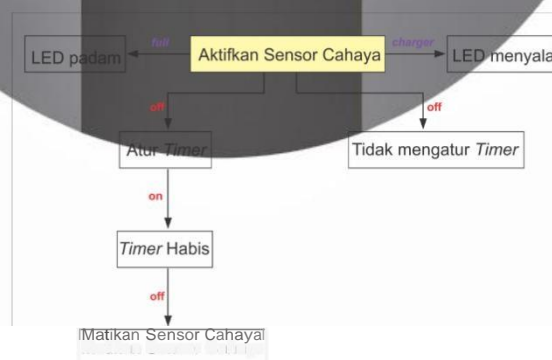 LED padam
full
Aktifkan Sensor Cahaya
charger
LED menyala
off
off
Atur Timer
Tidak mengatur Timer
on
Timer Habis
off
Matikan Sensor Cahaya